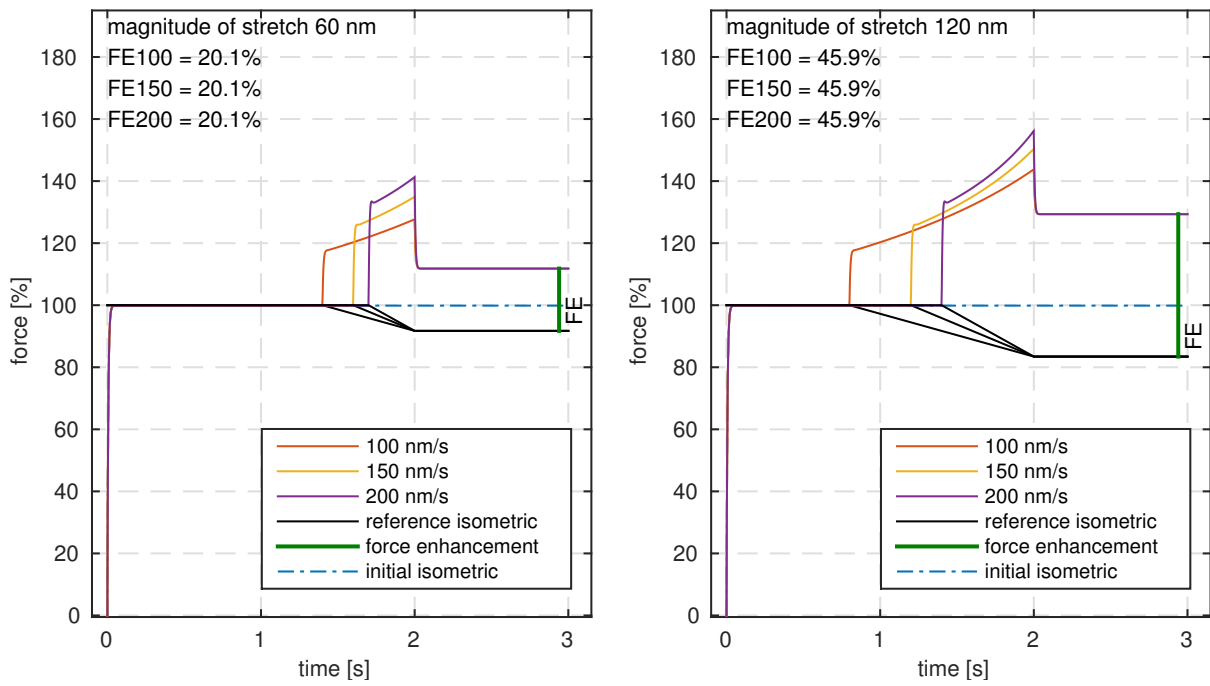 magnitude of stretch 60 nm
FE100 = 20.1%
FE150 = 20.1%
FE200 = 20.1%
180
160
140
120
100
80
60
40
20
0
force [%]
FE
100 nm/s
150 nm/s
200 nm/s
reference isometric
force enhancement
initial isometric
0 1 2 3
time [s]
magnitude of stretch 120 nm
FE100 = 45.9%
FE150 = 45.9%
FE200 = 45.9%
180
160
140
120
100
80
60
40
20
0
force [%]
FE
100 nm/s
150 nm/s
200 nm/s
reference isometric
force enhancement
initial isometric
0 1 2 3
time [s]